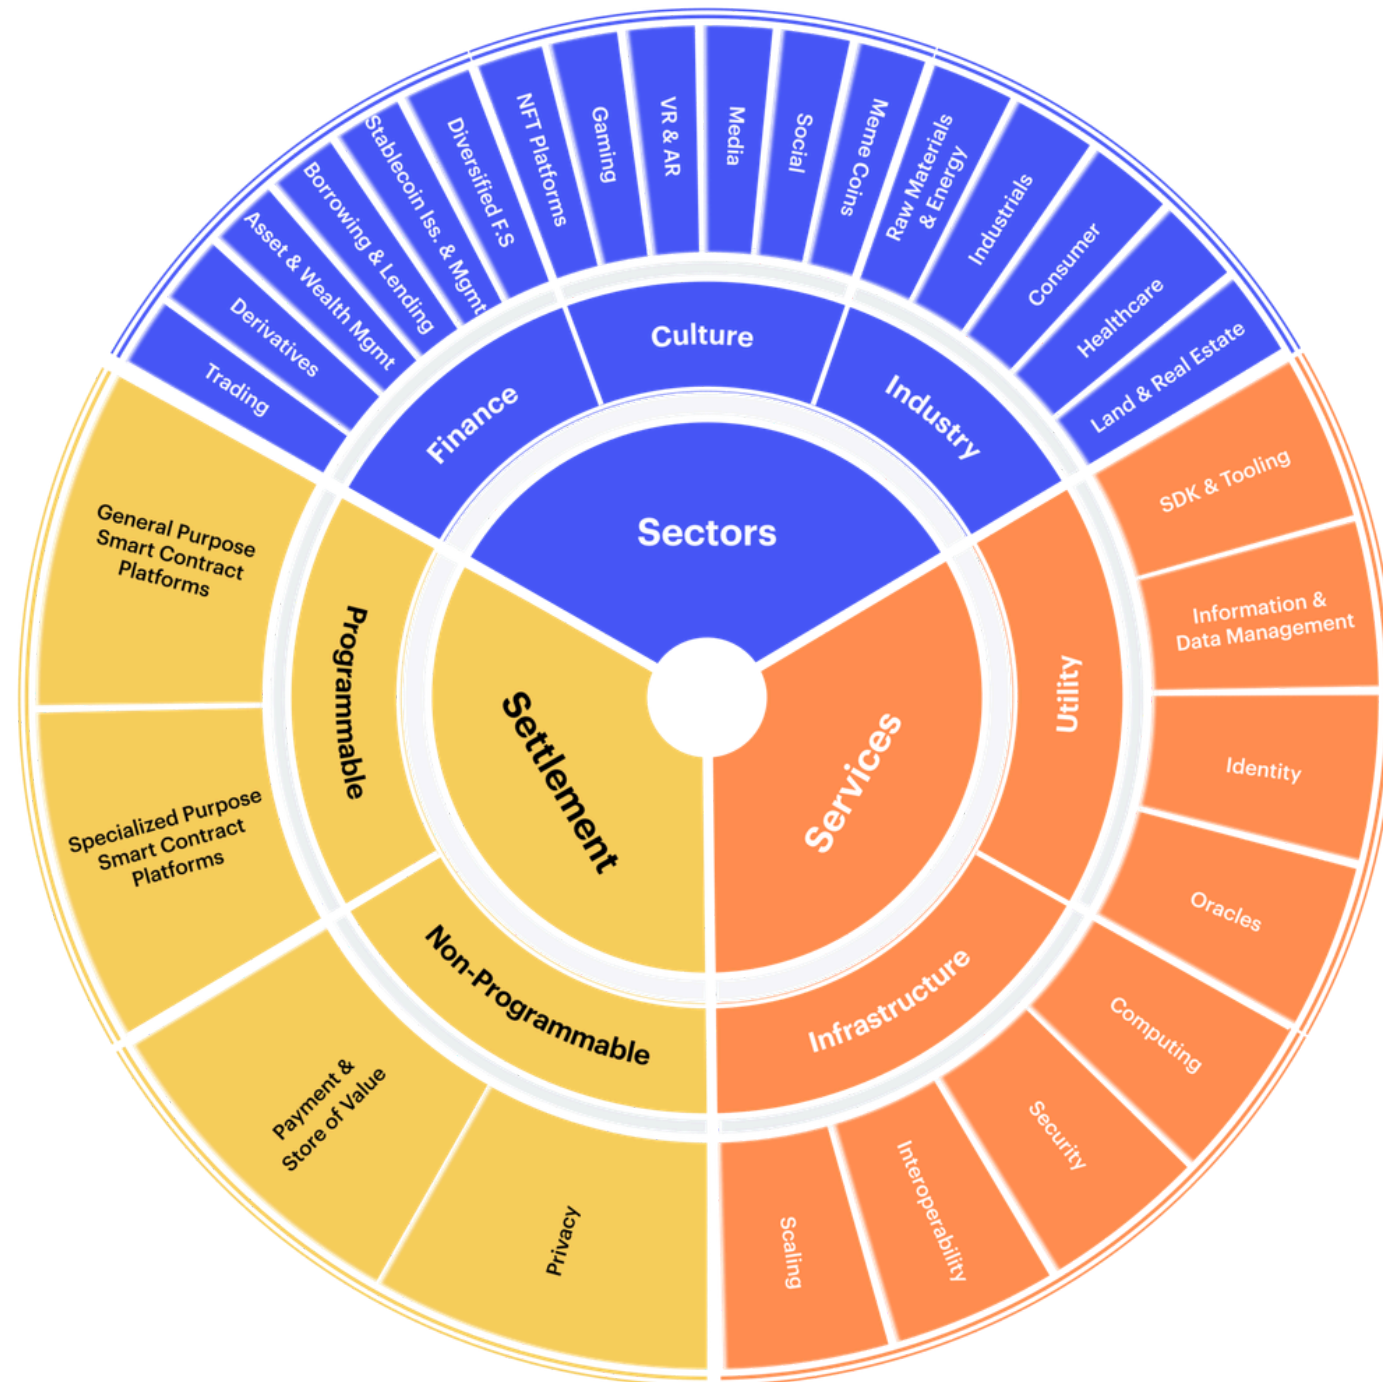 Sectors
Services
Settlement
Finance
Culture
Industry
Utility
Infrastructure
Non-Programmable
Programmable
Trading
Derivatives
Asset & Wealth Mgmt
Borrowing & Lending
Stablecoin Iss. & Mgmt
Diversified F.S
NFT Platforms
Gaming
VR & AR
Media
Social
Meme Coins
Raw Materials
& Energy
Industrials
Consumer
Healthcare
Land & Real Estate
SDK & Tooling
Information &
Data Management
Identity
Oracles
Computing
Security
Interoperability
Scaling
Privacy
Payment &
Store of Value
Specialized Purpose
Smart Contract
Platforms
General Purpose
Smart Contract
Platforms